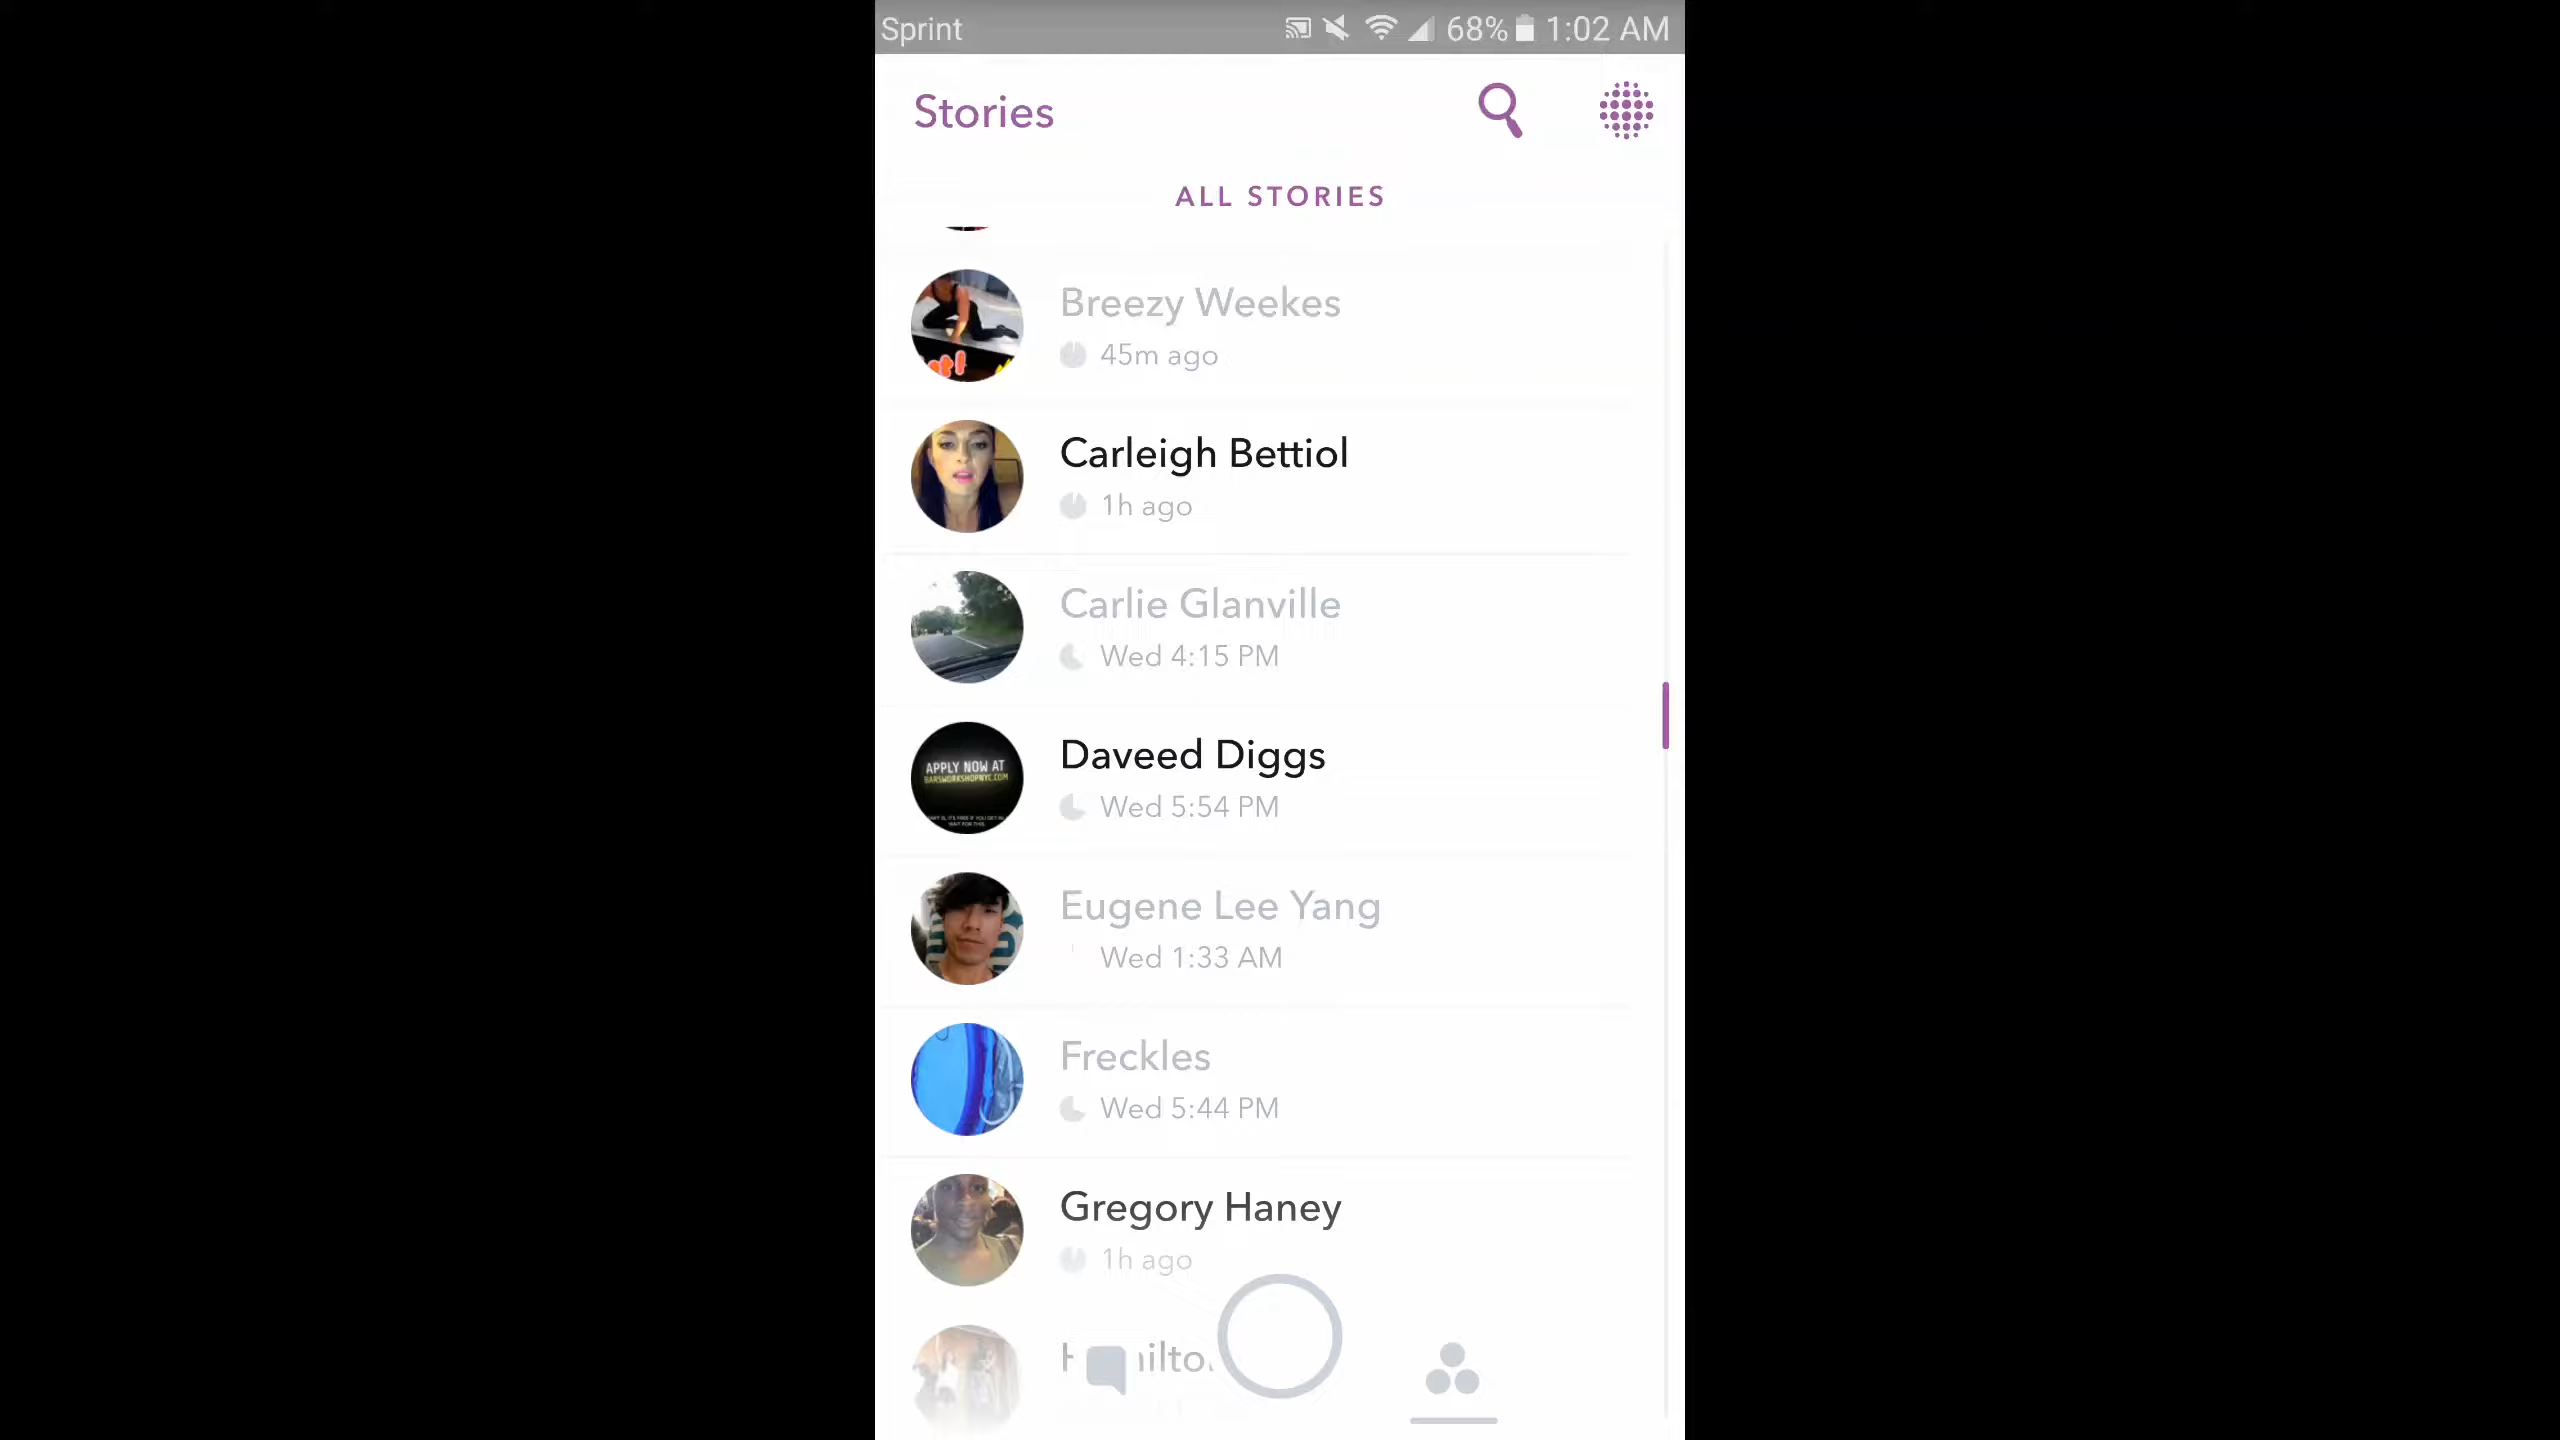 Sprint 68% 1:02 AM
Stories
ALL STORIES
Breezy Weekes
45m ago
Carleigh Bettiol
1h ago
Carlie Glanville
Wed 4:15 PM
APPLY NOW AT
BARSWORKSHOPNYC.COM
Daveed Diggs
Wed 5:54 PM
Eugene Lee Yang
Wed 1:33 AM
Freckles
Wed 5:44 PM
Gregory Haney
1h ago